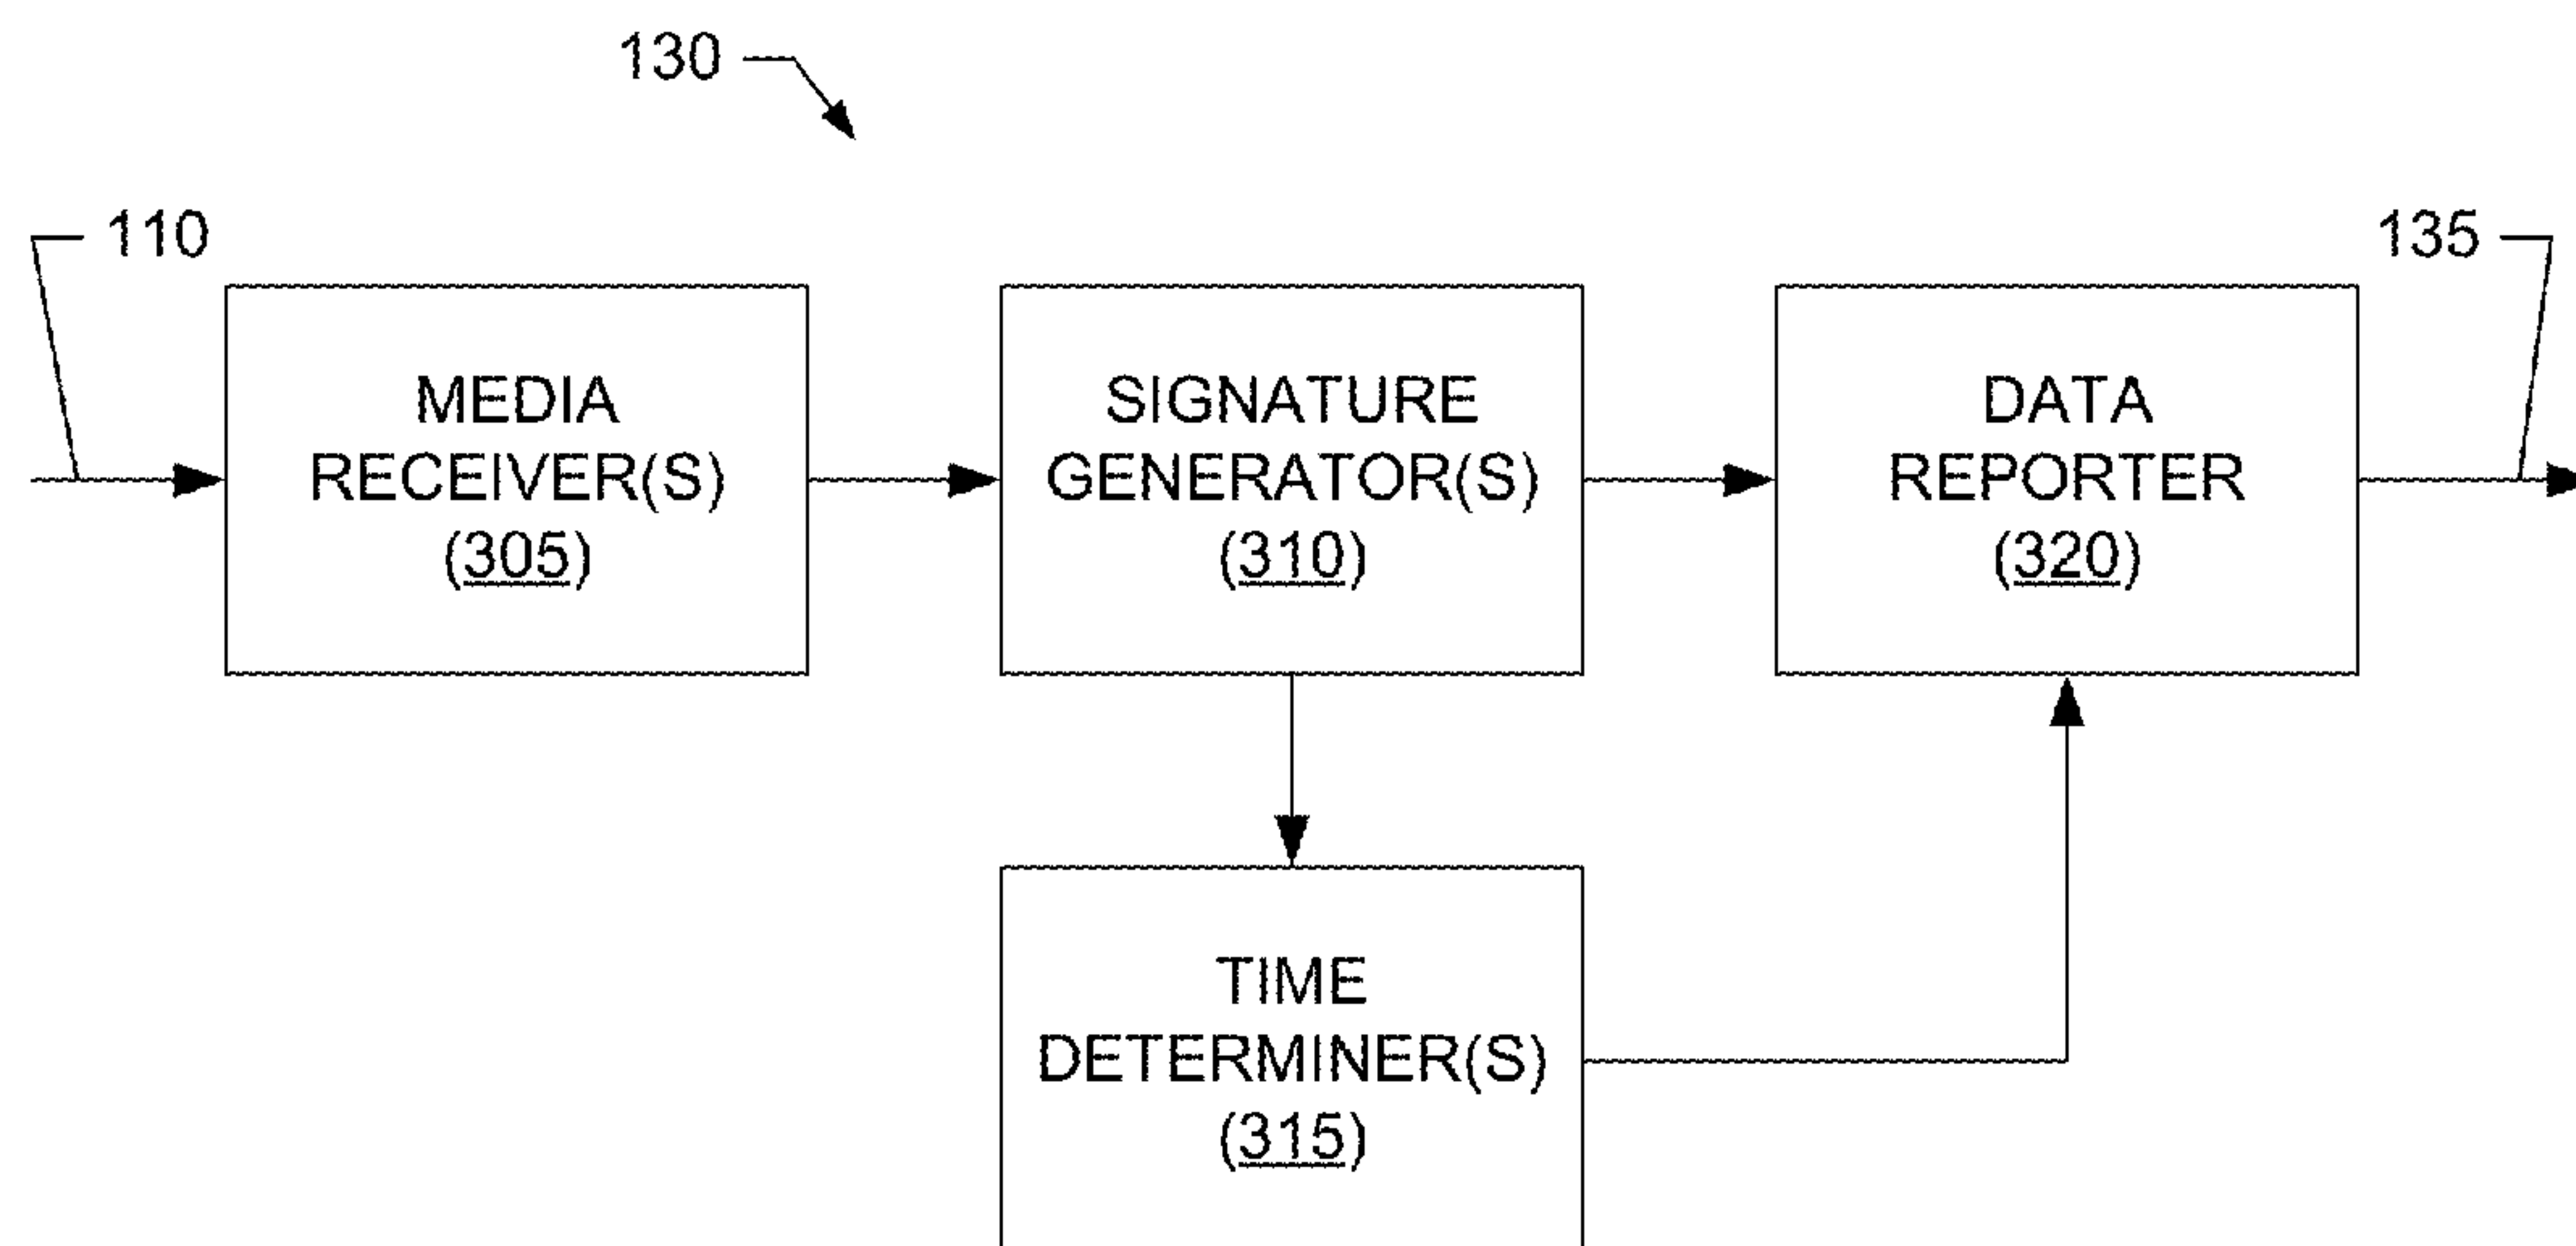 130
110
135
MEDIA
RECEIVER(S)
(305)
SIGNATURE
GENERATOR(S)
(310)
DATA
REPORTER
(320)
TIME
DETERMINER(S)
(315)